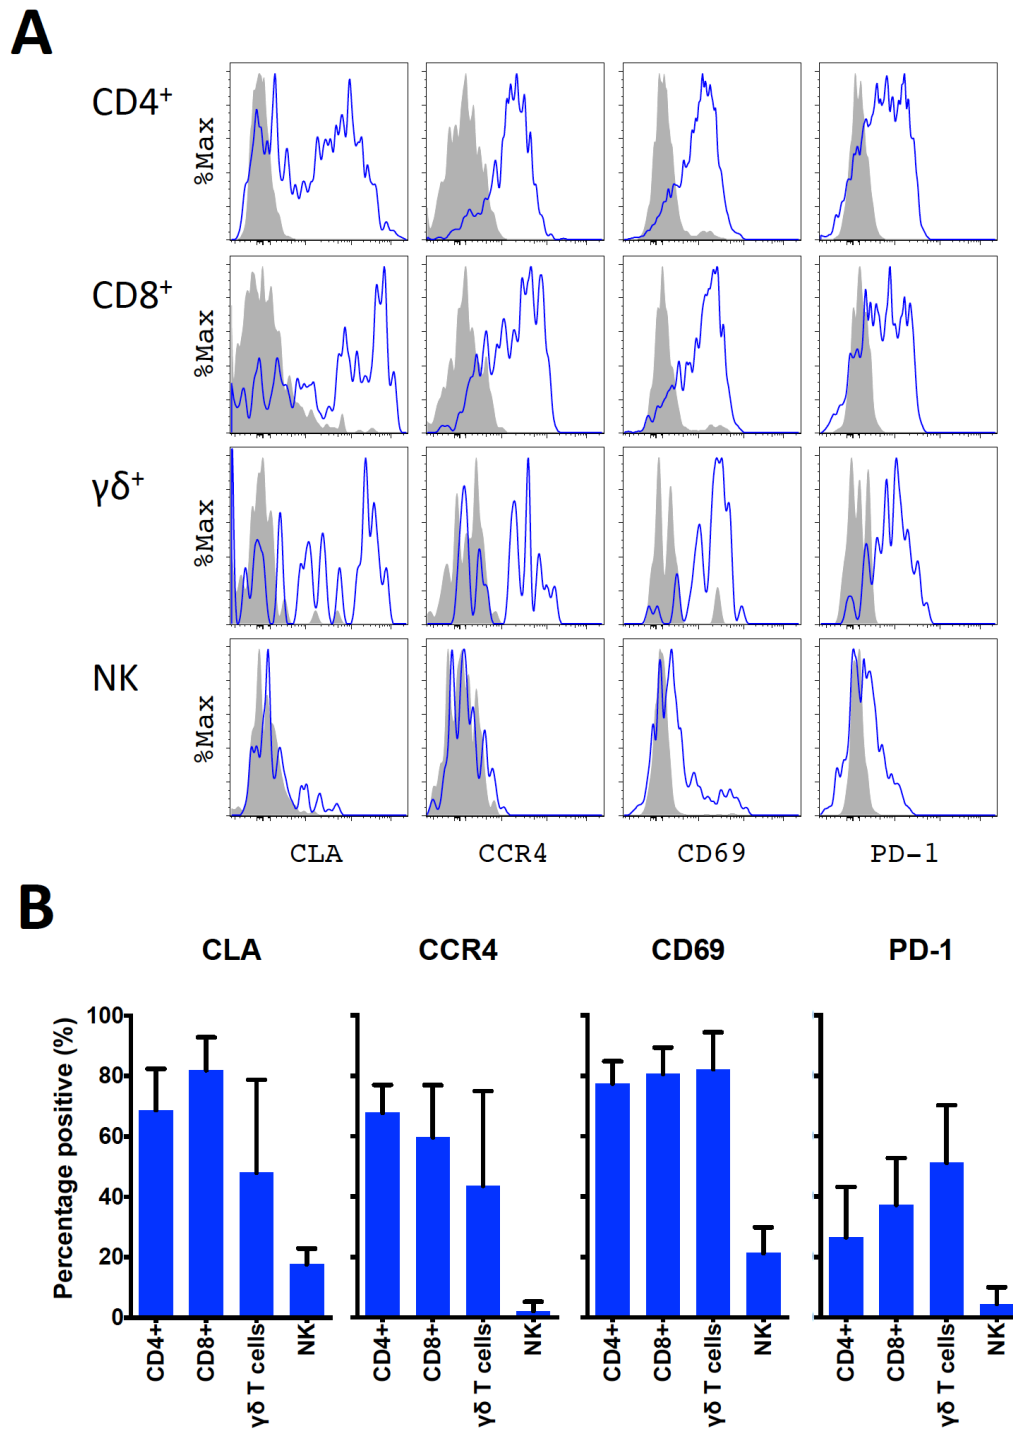 A
CD4+
%Max
CD8+
%Max
γδ+
%Max
NK
%Max
CLA CCR4 CD69 PD-1
B
CLA CCR4 CD69 PD-1
Percentage positive (%)
100
80
60
40
20
0
CD4+ CD8+ γδ T cells NK CD4+ CD8+ γδ T cells NK CD4+ CD8+ γδ T cells NK CD4+ CD8+ γδ T cells NK